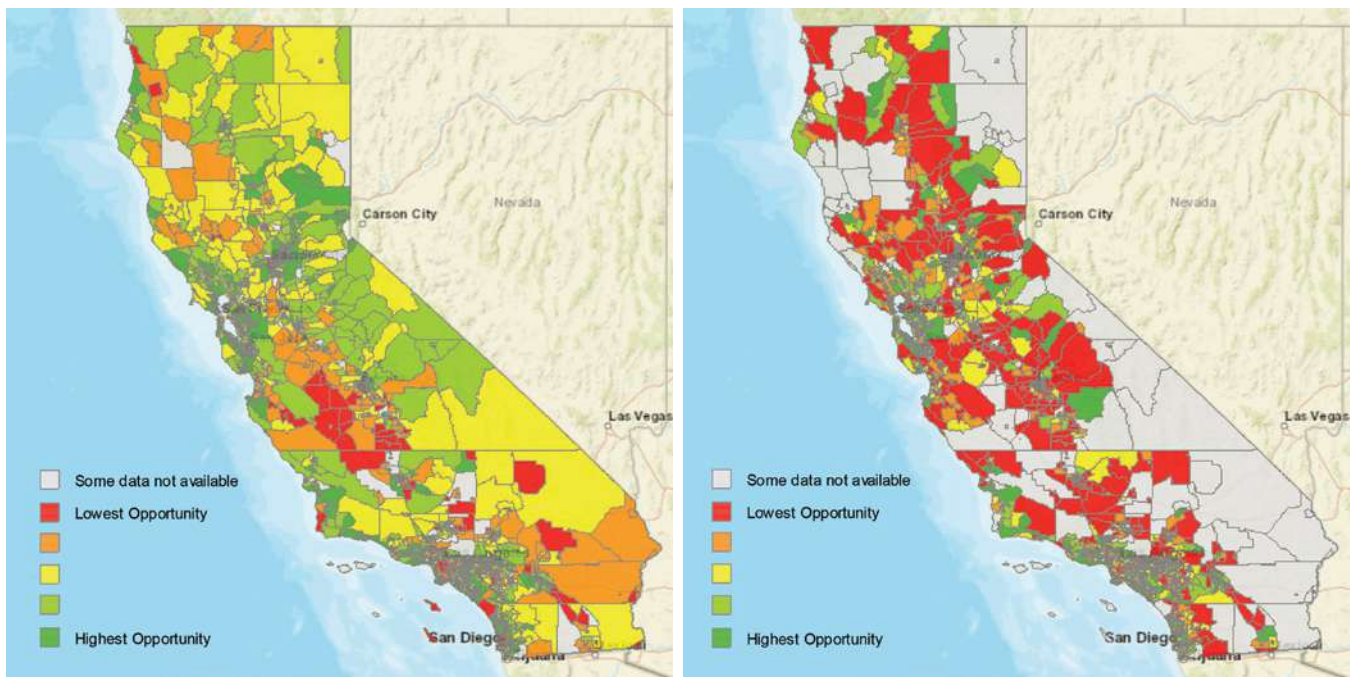 Carson City
Nevada
Las Vegas
Some data not available
Lowest Opportunity
Highest Opportunity
San Diego
Carson City
Nevada
Las Vegas
Some data not available
Lowest Opportunity
Highest Opportunity
San Diego